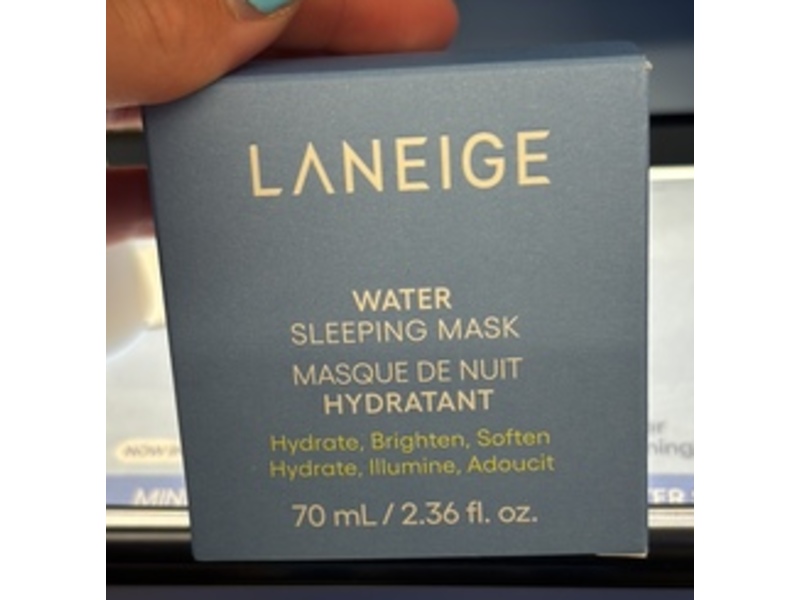 LANEIGE
WATER
SLEEPING MASK
MASQUE DE NUIT
HYDRATANT
Hydrate, Brighten, Soften
Hydrate, Illumine, Adoucit
70 mL / 2.36 fl. oz.